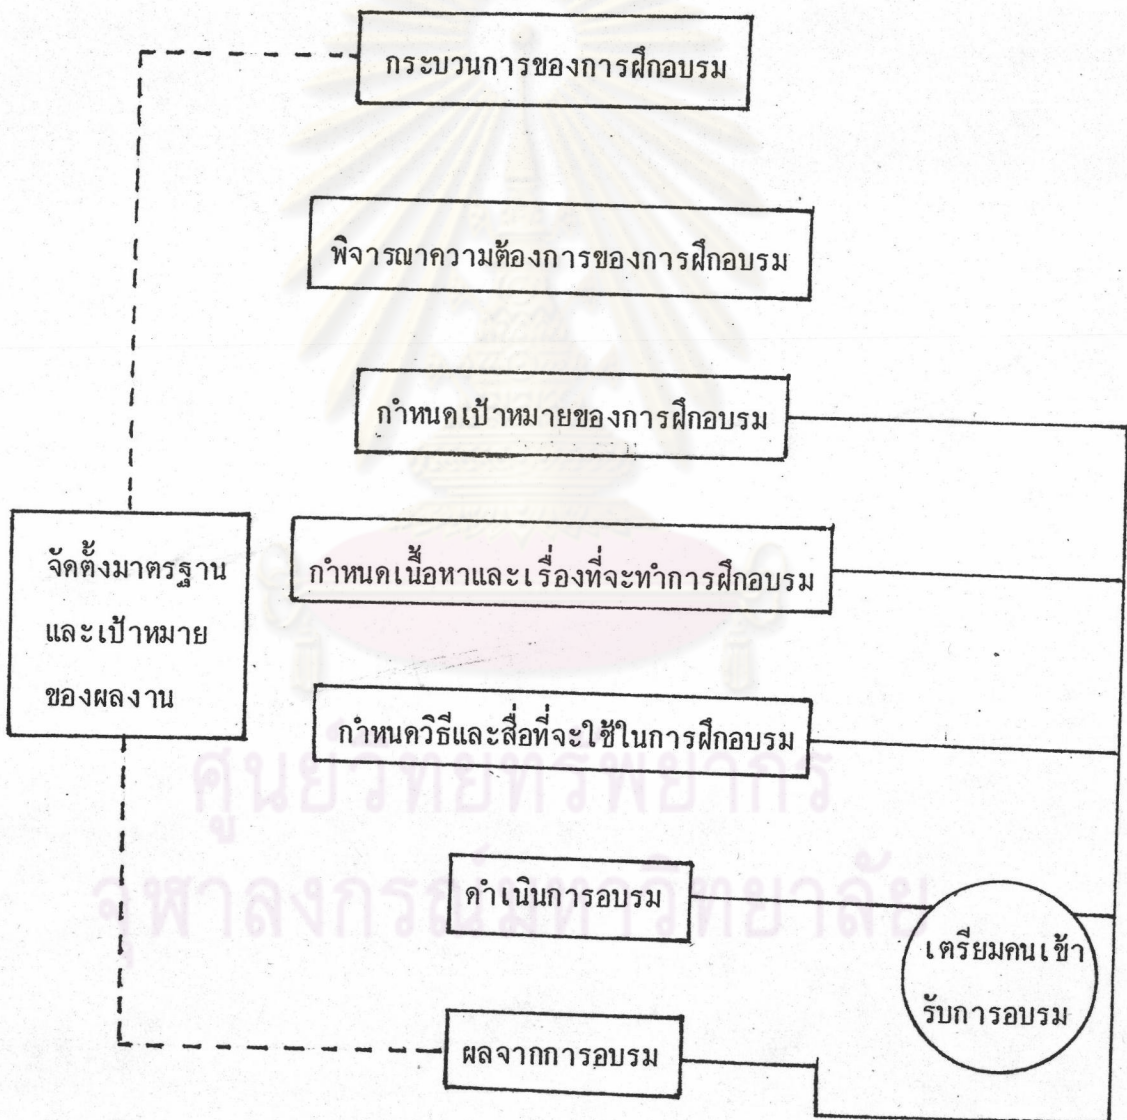 กระบวนการของการฝึกอบรม
พิจารณาความต้องการของการฝึกอบรม
กำหนดเป้าหมายของการฝึกอบรม
จัดตั้งมาตรฐาน
และเป้าหมาย
ของผลงาน
กำหนดเนื้อหาและเรื่องที่จะทำการฝึกอบรม
กำหนดวิธีและสื่อที่จะใช้ในการฝึกอบรม
ศูนย์วิทยทรัพยากร
จุฬาลงกรณ์มหาวิทยาลัย
ดำเนินการอบรม
เตรียมคนเข้า
รับการอบรม
ผลจากการอบรม